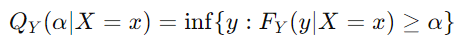 Q_Y(α|X = x) = inf{y : F_Y(y|X = x) ≥ α}